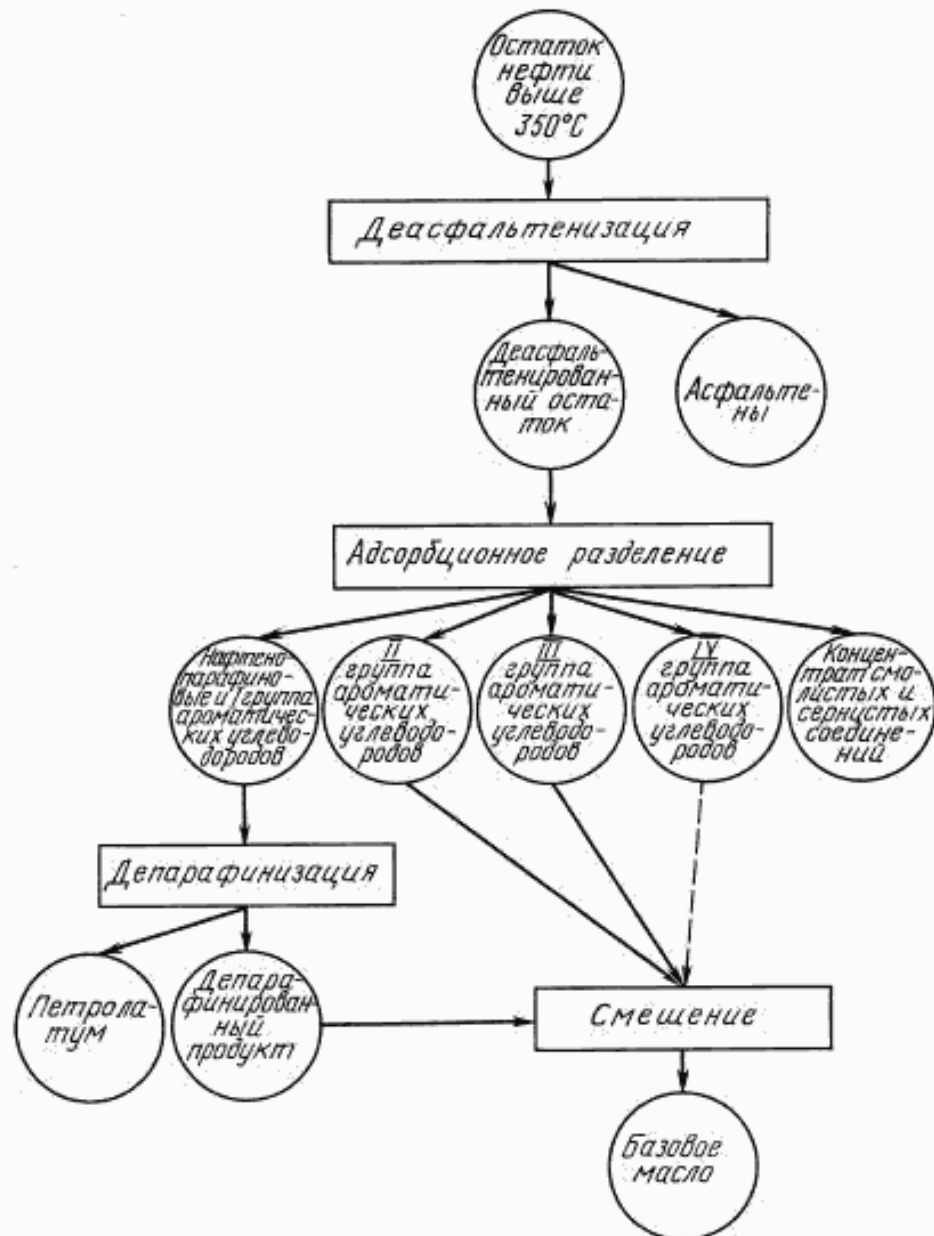 Остаток
нефти
выше
350°С
Деасфальтенизация
Деасфаль-
тенирован-
ный оста-
ток
Асфальте-
ны
Адсорбционное разделение
Нафтено-
парафино-
вые и I группа
ароматичес-
ких углево-
дородов
II
группа
аромати-
ческих
углеводо-
родов
III
группа
аромати-
ческих
углеводо-
родов
IV
группа
аромати-
ческих
углеводо-
родов
Концен-
трат смо-
листых и
сернистых
соедине-
ний
Депарафинизация
Петрола-
тум
Депара-
финирован-
ный
продукт
Смешение
Базовое
масло